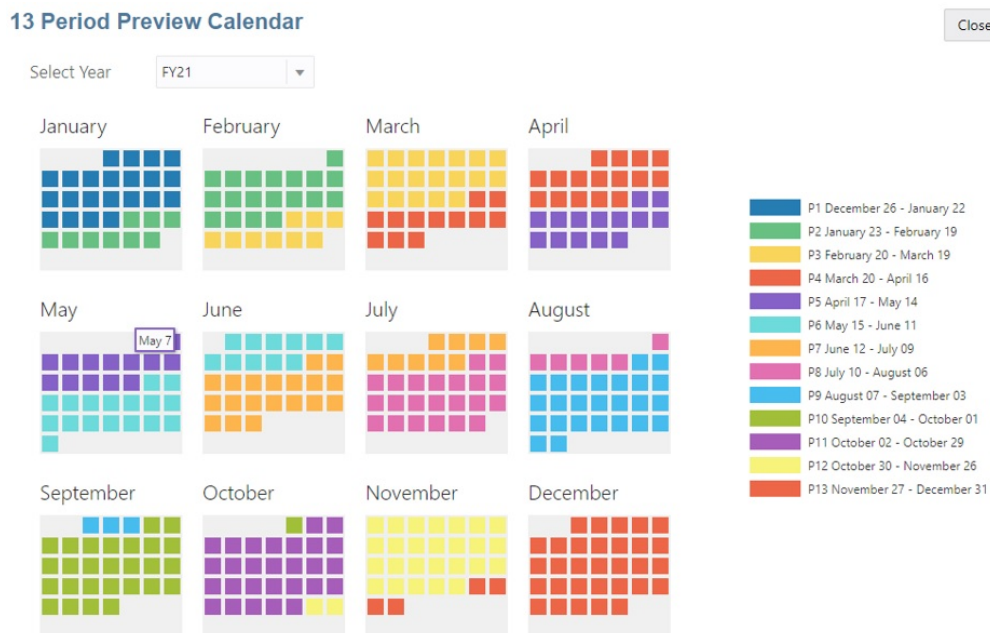 13 Period Preview Calendar
Close
Select Year
FY21
January
February
March
April
May
May 7
June
July
August
September
October
November
December
P1 December 26 - January 22
P2 January 23 - February 19
P3 February 20 - March 19
P4 March 20 - April 16
P5 April 17 - May 14
P6 May 15 - June 11
P7 June 12 - July 09
P8 July 10 - August 06
P9 August 07 - September 03
P10 September 04 - October 01
P11 October 02 - October 29
P12 October 30 - November 26
P13 November 27 - December 31